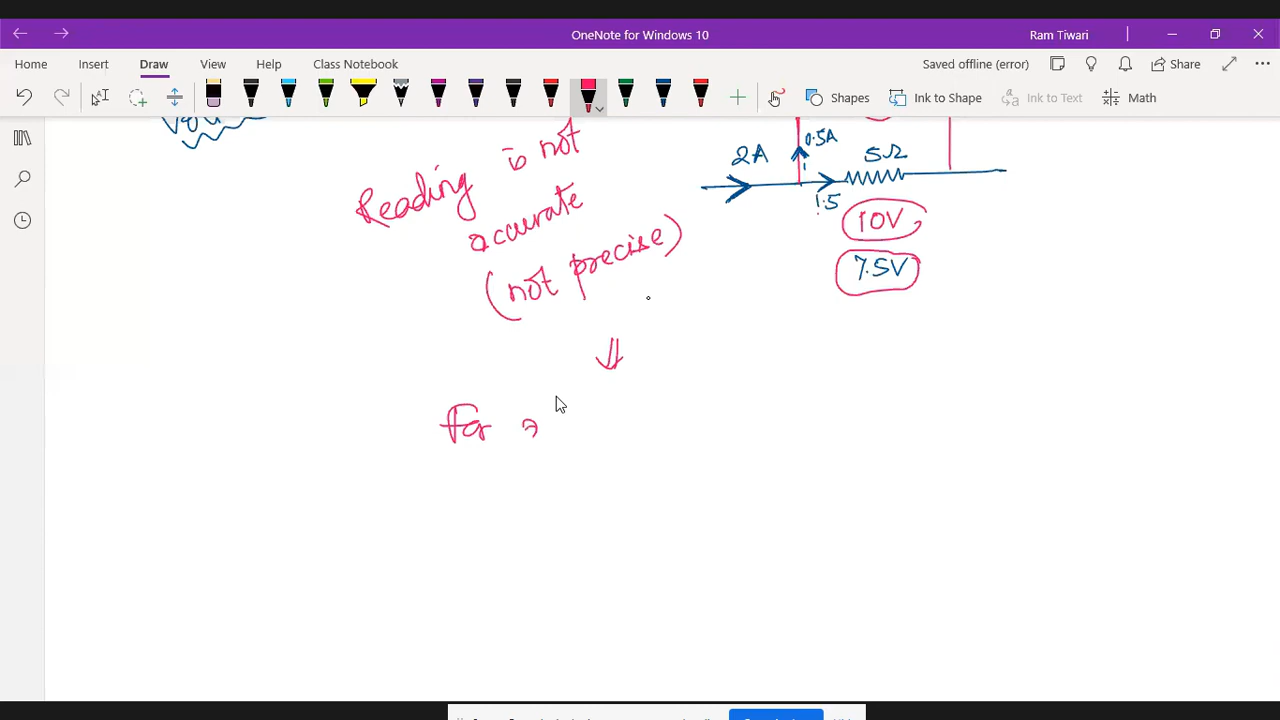 OneNote for Windows 10
Ram Tiwari
Home Insert Draw View Help Class Notebook
Saved offline (error)
Share
Shapes
Ink to Shape
Ink to Text
Math
Reading is not
accurate
(not precise)
For
2A
0.5A
5Ω
1.5
10V
7.5V